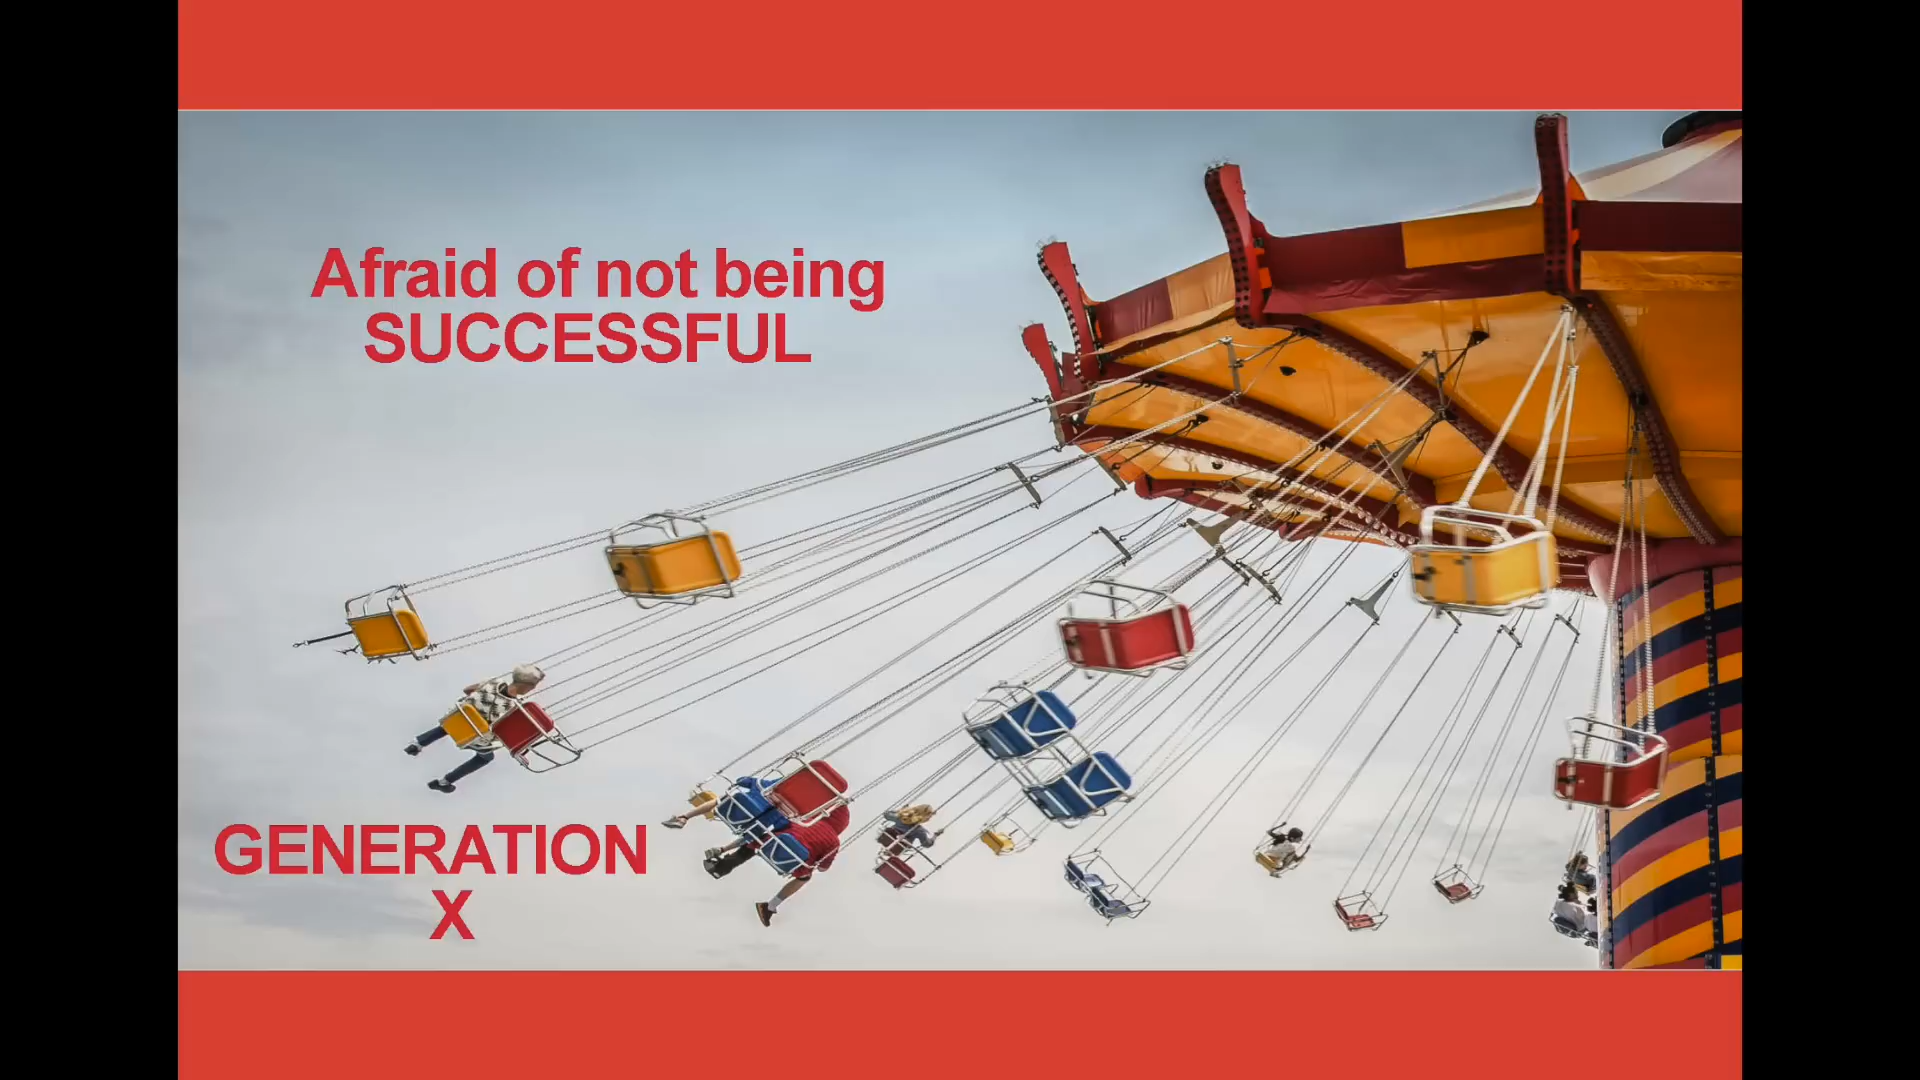 Afraid of not being
SUCCESSFUL
GENERATION
X